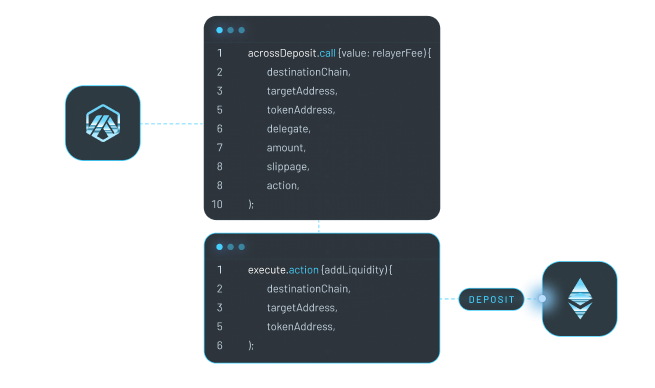 1 acrossDeposit.call {value: relayerFee) {
2 destinationChain,
3 targetAddress,
5 tokenAddress,
6 delegate,
7 amount,
8 slippage,
8 action,
10 );
1 execute.action {addLiquidity) {
2 destinationChain,
3 targetAddress,
5 tokenAddress,
6 );
DEPOSIT